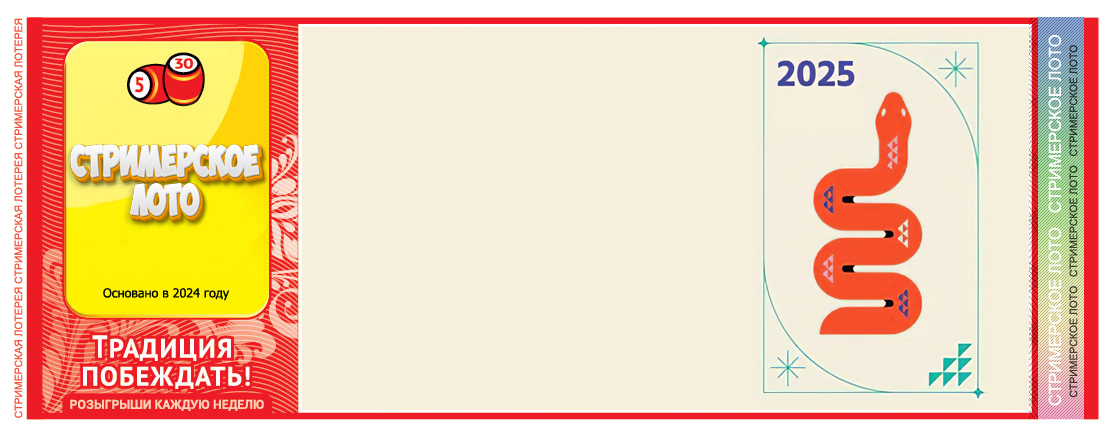 СТРИМЕРСКАЯ ЛОТЕРЕЯ СТРИМЕРСКАЯ ЛОТЕРЕЯ СТРИМЕРСКАЯ ЛОТЕРЕЯ
5
30
СТРИМЕРСКОЕ
ЛОТО
Основано в 2024 году
ТРАДИЦИЯ
ПОБЕЖДАТЬ!
РОЗЫГРЫШИ КАЖДУЮ НЕДЕЛЮ
2025
СТРИМЕРСКОЕ ЛОТО СТРИМЕРСКОЕ ЛОТО
СТРИМЕРСКОЕ ЛОТО СТРИМЕРСКОЕ ЛОТО СТРИМЕРСКОЕ ЛОТО